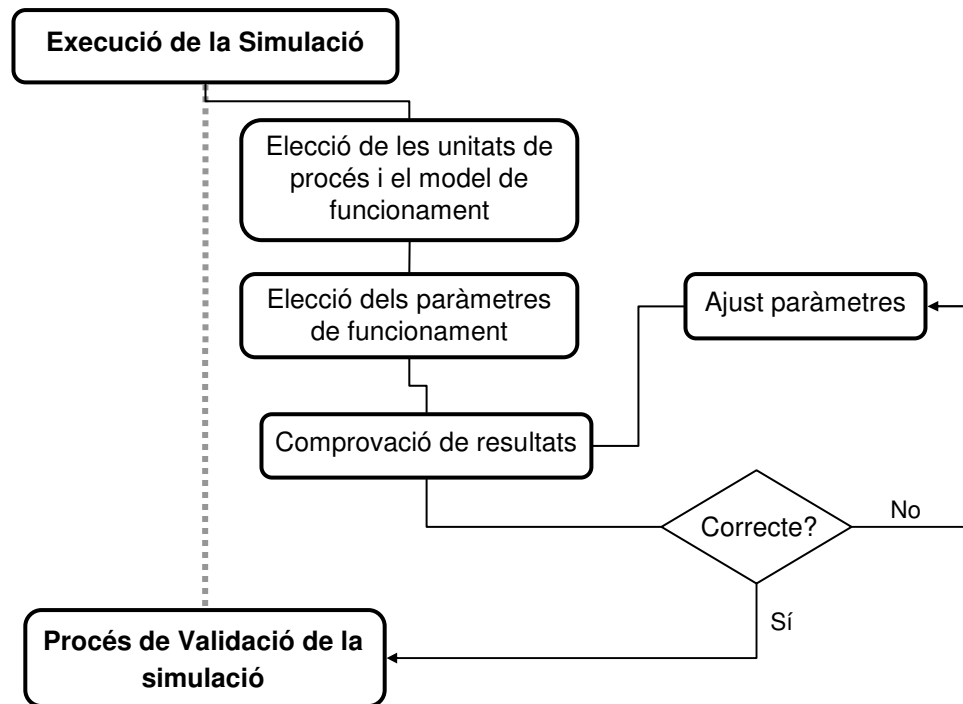 Execució de la Simulació
Elecció de les unitats de
procés i el model de
funcionament
Elecció dels paràmetres
de funcionament
Ajust paràmetres
Comprovació de resultats
Correcte?
No
Sí
Procés de Validació de la
simulació